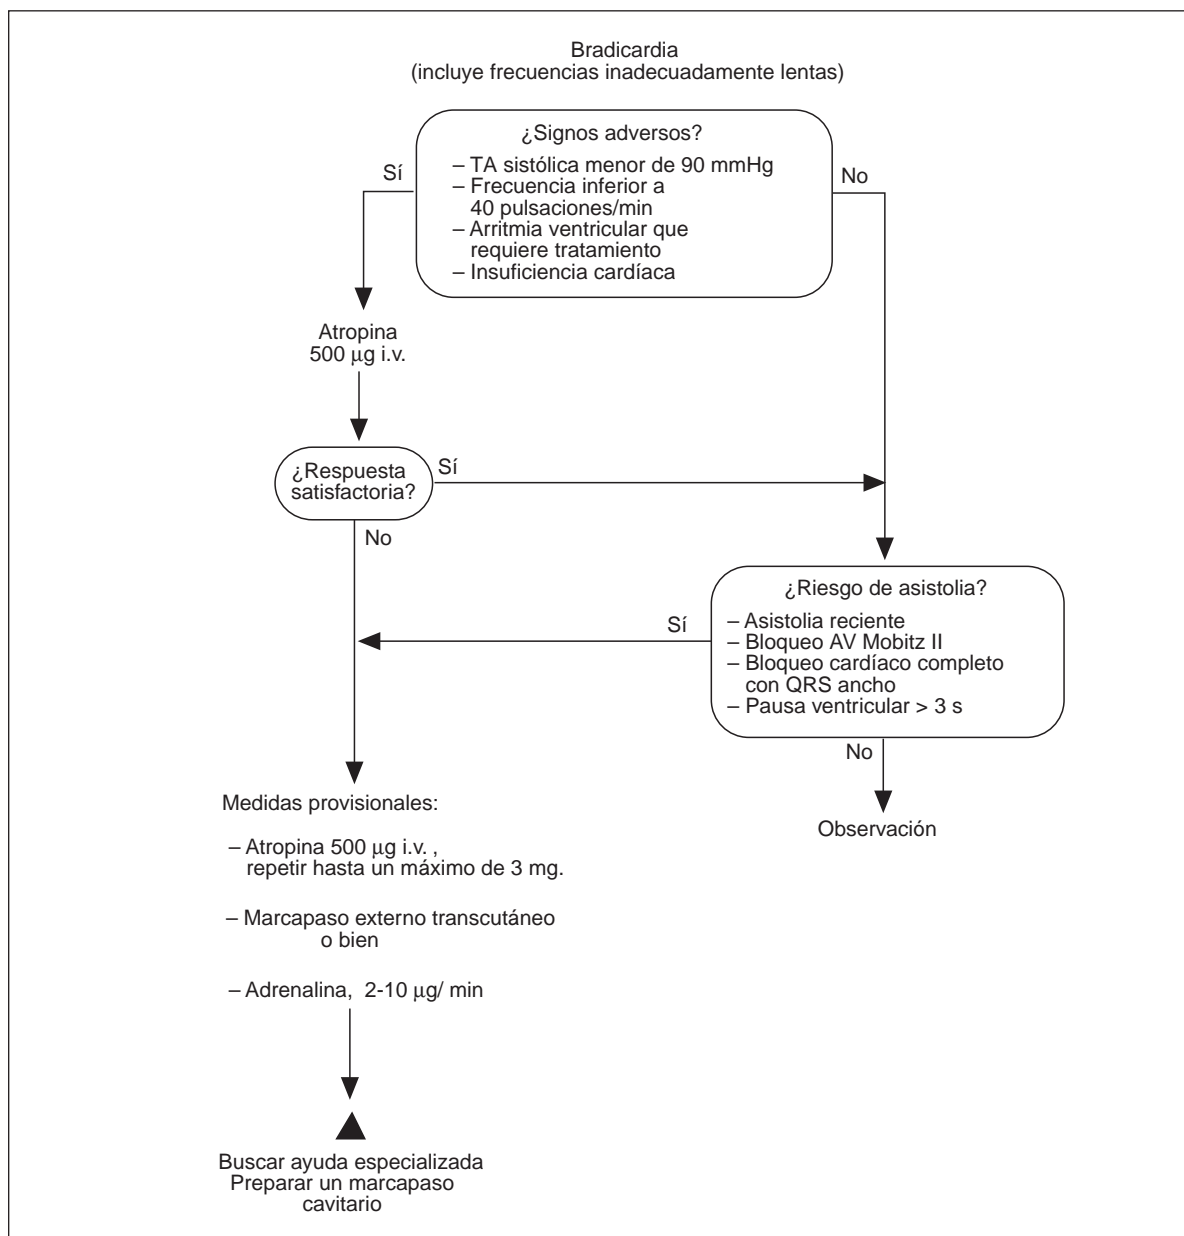 Bradicardia
(incluye frecuencias inadecuadamente lentas)
¿Signos adversos?
– TA sistólica menor de 90 mmHg
– Frecuencia inferior a
40 pulsaciones/min
– Arritmia ventricular que
requiere tratamiento
– Insuficiencia cardíaca
Sí
No
Atropina
500 µg i.v.
¿Respuesta
satisfactoria?
Sí
No
¿Riesgo de asistolia?
– Asistolia reciente
– Bloqueo AV Mobitz II
– Bloqueo cardíaco completo
con QRS ancho
– Pausa ventricular > 3 s
Sí
No
Observación
Medidas provisionales:
– Atropina 500 µg i.v. ,
repetir hasta un máximo de 3 mg.
– Marcapaso externo transcutáneo
o bien
– Adrenalina, 2-10 µg/ min
Buscar ayuda especializada
Preparar un marcapaso
cavitario